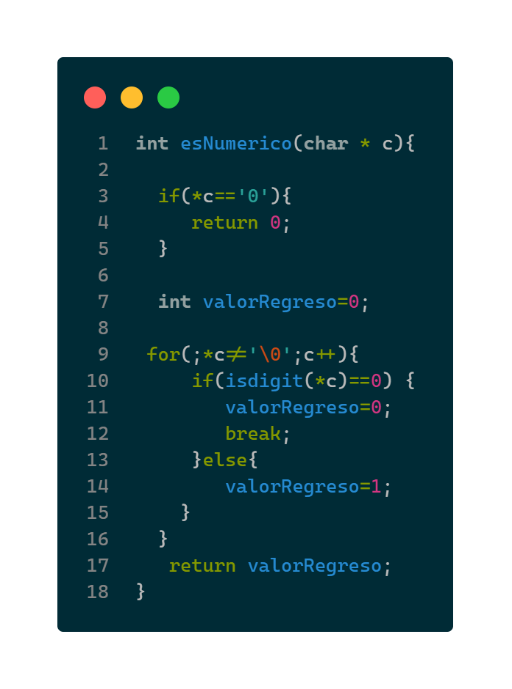 1 int esNumerico(char * c){
2
3 if(*c=='0'){
4 return 0;
5 }
6
7 int valorRegreso=0;
8
9 for(;*c≠'\0';c++){
10 if(isdigit(*c)==0) {
11 valorRegreso=0;
12 break;
13 }else{
14 valorRegreso=1;
15 }
16 }
17 return valorRegreso;
18 }